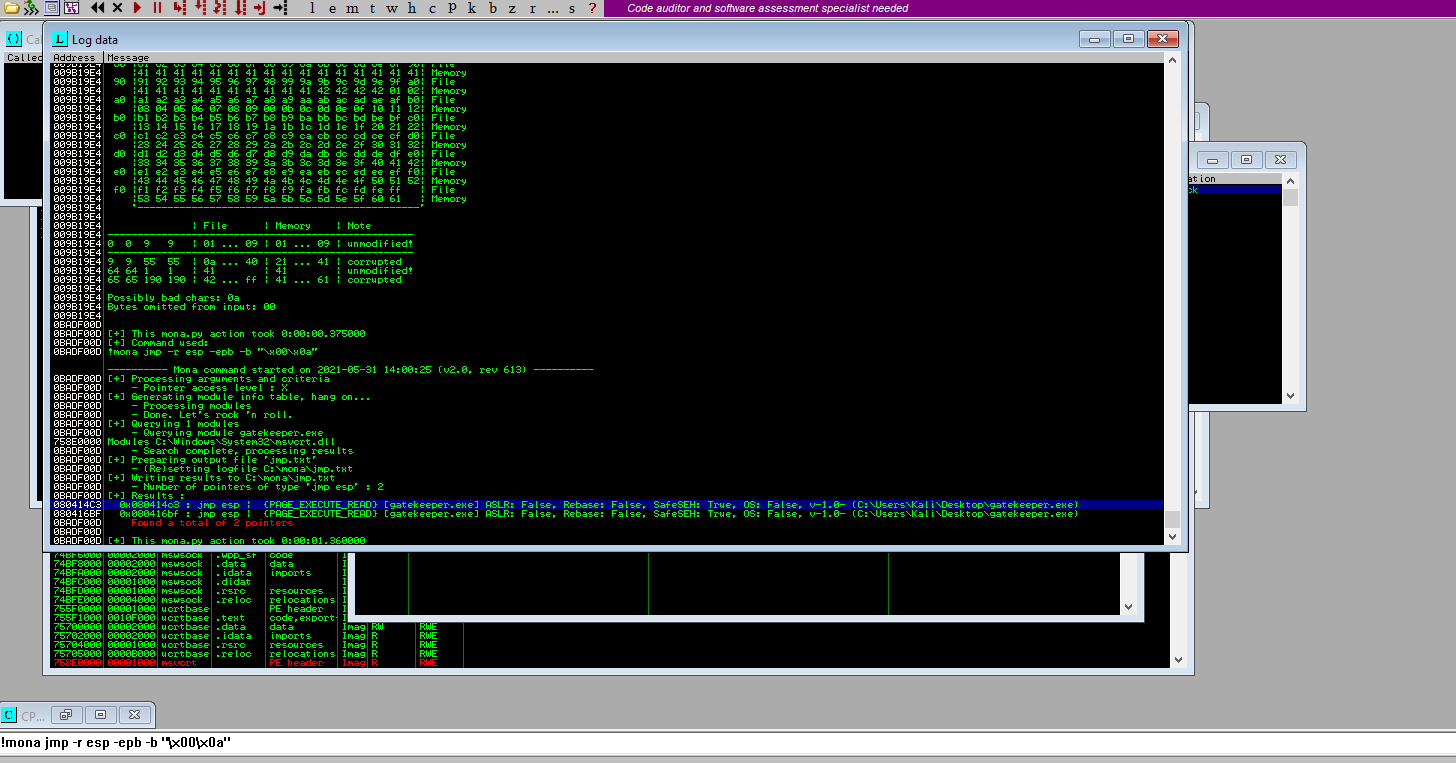 l e m t w h c P k b z r ... s ?
Code auditor and software assessment specialist needed
Log data
Address Message
009B19E4 |41 41 41 41 41 41 41 41 41 41 41 41 41 41 41 41| Memory
009B19E4 90 |91 92 93 94 95 96 97 98 99 9a 9b 9c 9d 9e 9f a0| File
009B19E4 |41 41 41 41 41 41 41 41 41 41 42 42 42 42 01 02| Memory
009B19E4 a0 |a1 a2 a3 a4 a5 a6 a7 a8 a9 aa ab ac ad ae af b0| File
009B19E4 |03 04 05 06 07 08 09 00 0b 0c 0d 0e 0f 10 11 12| Memory
009B19E4 b0 |b1 b2 b3 b4 b5 b6 b7 b8 b9 ba bb bc bd be bf c0| File
009B19E4 |13 14 15 16 17 18 19 1a 1b 1c 1d 1e 1f 20 21 22| Memory
009B19E4 c0 |c1 c2 c3 c4 c5 c6 c7 c8 c9 ca cb cc cd ce cf d0| File
009B19E4 |23 24 25 26 27 28 29 2a 2b 2c 2d 2e 2f 30 31 32| Memory
009B19E4 d0 |d1 d2 d3 d4 d5 d6 d7 d8 d9 da db dc dd de df e0| File
009B19E4 |33 34 35 36 37 38 39 3a 3b 3c 3d 3e 3f 40 41 42| Memory
009B19E4 e0 |e1 e2 e3 e4 e5 e6 e7 e8 e9 ea eb ec ed ee ef f0| File
009B19E4 |43 44 45 46 47 48 49 4a 4b 4c 4d 4e 4f 50 51 52| Memory
009B19E4 f0 |f1 f2 f3 f4 f5 f6 f7 f8 f9 fa fb fc fd fe ff | File
009B19E4 |53 54 55 56 57 58 59 5a 5b 5c 5d 5e 5f 60 61 | Memory
009B19E4 `-----------------------------------------------'
009B19E4
009B19E4 | File | Memory | Note
009B19E4 ---------------------------------------------------
009B19E4 0 0 9 9 | 01 ... 09 | 01 ... 09 | unmodified!
009B19E4 ---------------------------------------------------
009B19E4 9 9 55 55 | 0a ... 40 | 21 ... 41 | corrupted
009B19E4 64 64 1 1 | 41 | 41 | unmodified!
009B19E4 65 65 190 190 | 42 ... ff | 41 ... 61 | corrupted
009B19E4
009B19E4 Possibly bad chars: 0a
009B19E4 Bytes omitted from input: 00
009B19E4
0BADF00D
0BADF00D [+] This mona.py action took 0:00:00.375000
0BADF00D [+] Command used:
0BADF00D !mona jmp -r esp -epb -b "\x00\x0a"
---------- Mona command started on 2021-05-31 14:00:25 (v2.0, rev 613) ----------
0BADF00D [+] Processing arguments and criteria
0BADF00D - Pointer access level : X
0BADF00D [+] Generating module info table, hang on...
0BADF00D - Processing modules
0BADF00D - Done. Let's rock 'n roll.
0BADF00D [+] Querying 1 modules
0BADF00D - Querying module gatekeeper.exe
758E0000 Modules C:\Windows\System32\msvcrt.dll
0BADF00D - Search complete, processing results
0BADF00D [+] Preparing output file 'jmp.txt'
0BADF00D - (Re)setting logfile C:\mona\jmp.txt
0BADF00D [+] Writing results to C:\mona\jmp.txt
0BADF00D - Number of pointers of type 'jmp esp' : 2
0BADF00D [+] Results :
080414C3 0x080414c3 : jmp esp | {PAGE_EXECUTE_READ} [gatekeeper.exe] ASLR: False, Rebase: False, SafeSEH: True, OS: False, v-1.0- (C:\Users\Kali\Desktop\gatekeeper.exe)
080416BF 0x080416bf : jmp esp | {PAGE_EXECUTE_READ} [gatekeeper.exe] ASLR: False, Rebase: False, SafeSEH: True, OS: False, v-1.0- (C:\Users\Kali\Desktop\gatekeeper.exe)
0BADF00D Found a total of 2 pointers
0BADF00D
0BADF00D [+] This mona.py action took 0:00:01.360000
74BF8000 00002000 mswsock .data data
74BFA000 00002000 mswsock .idata imports
74BFC000 00001000 mswsock .didat
74BFD000 00001000 mswsock .rsrc resources
74BFE000 00004000 mswsock .reloc relocations
755F0000 00001000 ucrtbase PE header
755F1000 0010F000 ucrtbase .text code,export
75700000 00002000 ucrtbase .data data Imag RW RWE
75702000 00002000 ucrtbase .idata imports Imag R RWE
75704000 00001000 ucrtbase .rsrc resources Imag R RWE
75705000 0000B000 ucrtbase .reloc relocations Imag R RWE
758E0000 00001000 msvcrt PE header Imag R RWE
CP...
!mona jmp -r esp -epb -b "\x00\x0a"